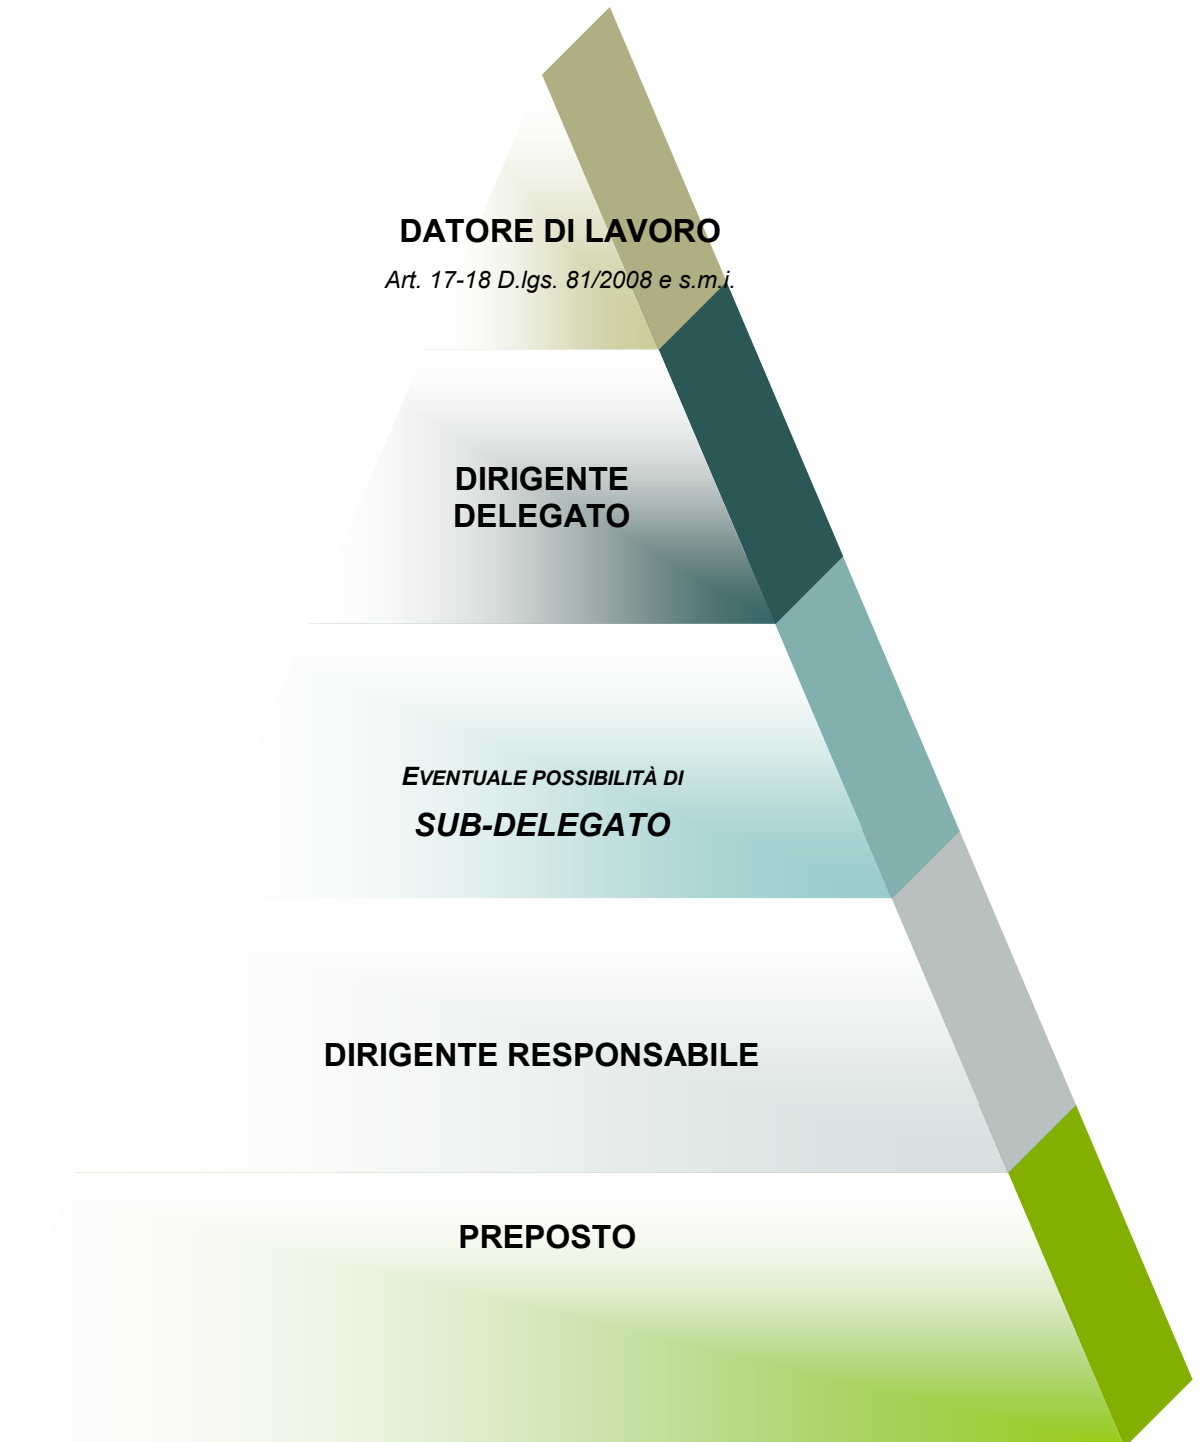 DATORE DI LAVORO
Art. 17-18 D.lgs. 81/2008 e s.m.i.
DIRIGENTE
DELEGATO
EVENTUALE POSSIBILITÀ DI
SUB-DELEGATO
DIRIGENTE RESPONSABILE
PREPOSTO